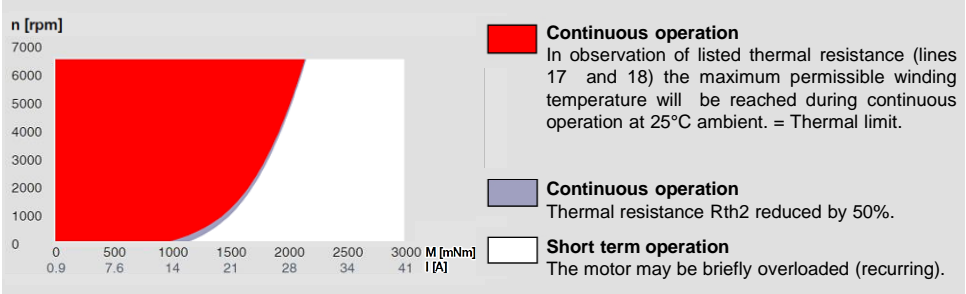 n [rpm]
7000
6000
5000
4000
3000
2000
1000
0
0 500 1000 1500 2000 2500 3000 M [mNm]
0.9 7.6 14 21 28 34 41 I [A]
Continuous operation
In observation of listed thermal resistance (lines
17 and 18) the maximum permissible winding
temperature will be reached during continuous
operation at 25°C ambient. = Thermal limit.
Continuous operation
Thermal resistance Rth2 reduced by 50%.
Short term operation
The motor may be briefly overloaded (recurring).